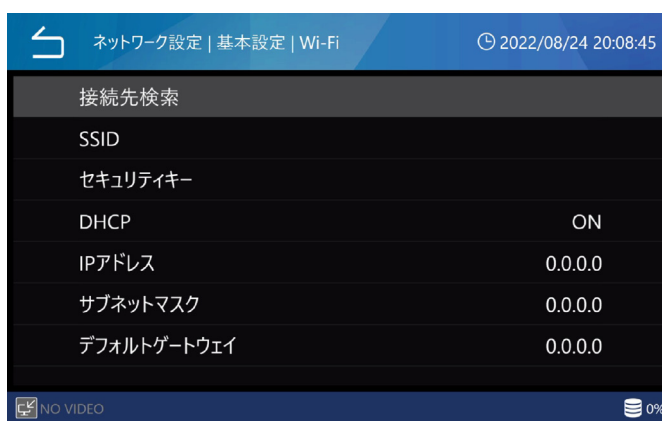 ネットワーク設定 | 基本設定 | Wi-Fi 2022/08/24 20:08:45
接続先検索
SSID
セキュリティキー
DHCP ON
IPアドレス 0.0.0.0
サブネットマスク 0.0.0.0
デフォルトゲートウェイ 0.0.0.0
NO VIDEO 0%